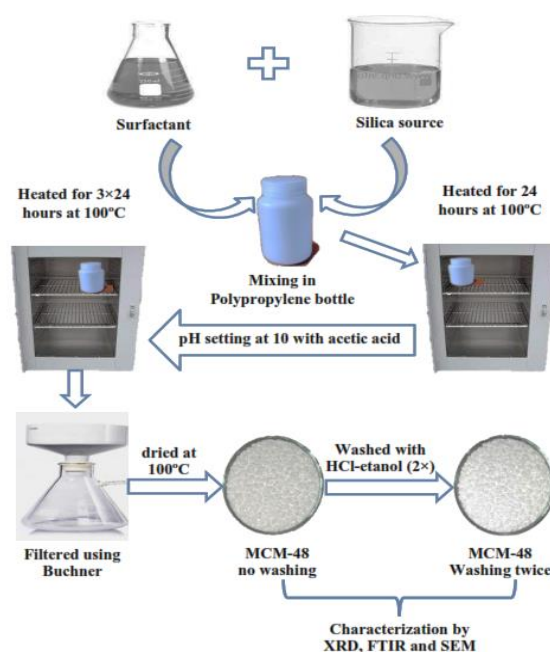 Surfactant
Silica source
Heated for 3×24
hours at 100ºC
Heated for 24
hours at 100ºC
Mixing in
Polypropylene bottle
pH setting at 10 with acetic acid
dried at
100ºC
Washed with
HCl-etanol (2×)
Filtered using
Buchner
MCM-48
no washing
MCM-48
Washing twice
Characterization by
XRD, FTIR and SEM